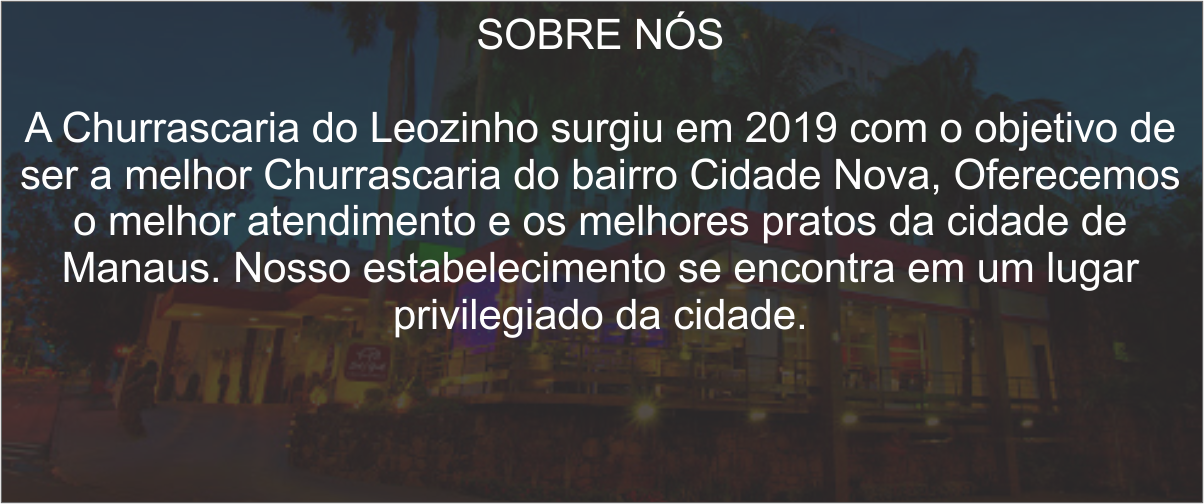 SOBRE NÓS
A Churrascaria do Leozinho surgiu em 2019 com o objetivo de
ser a melhor Churrascaria do bairro Cidade Nova, Oferecemos
o melhor atendimento e os melhores pratos da cidade de
Manaus. Nosso estabelecimento se encontra em um lugar
privilegiado da cidade.